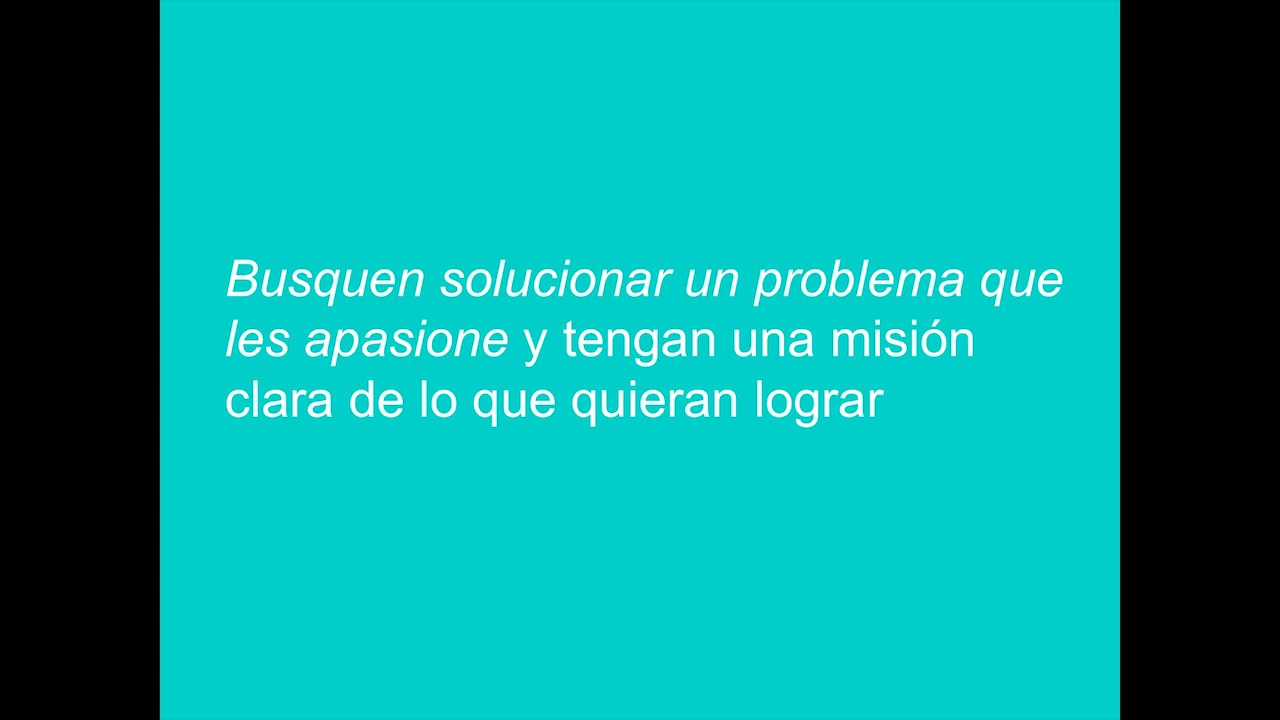 Busquen solucionar un problema que
les apasione y tengan una misión
clara de lo que quieran lograr